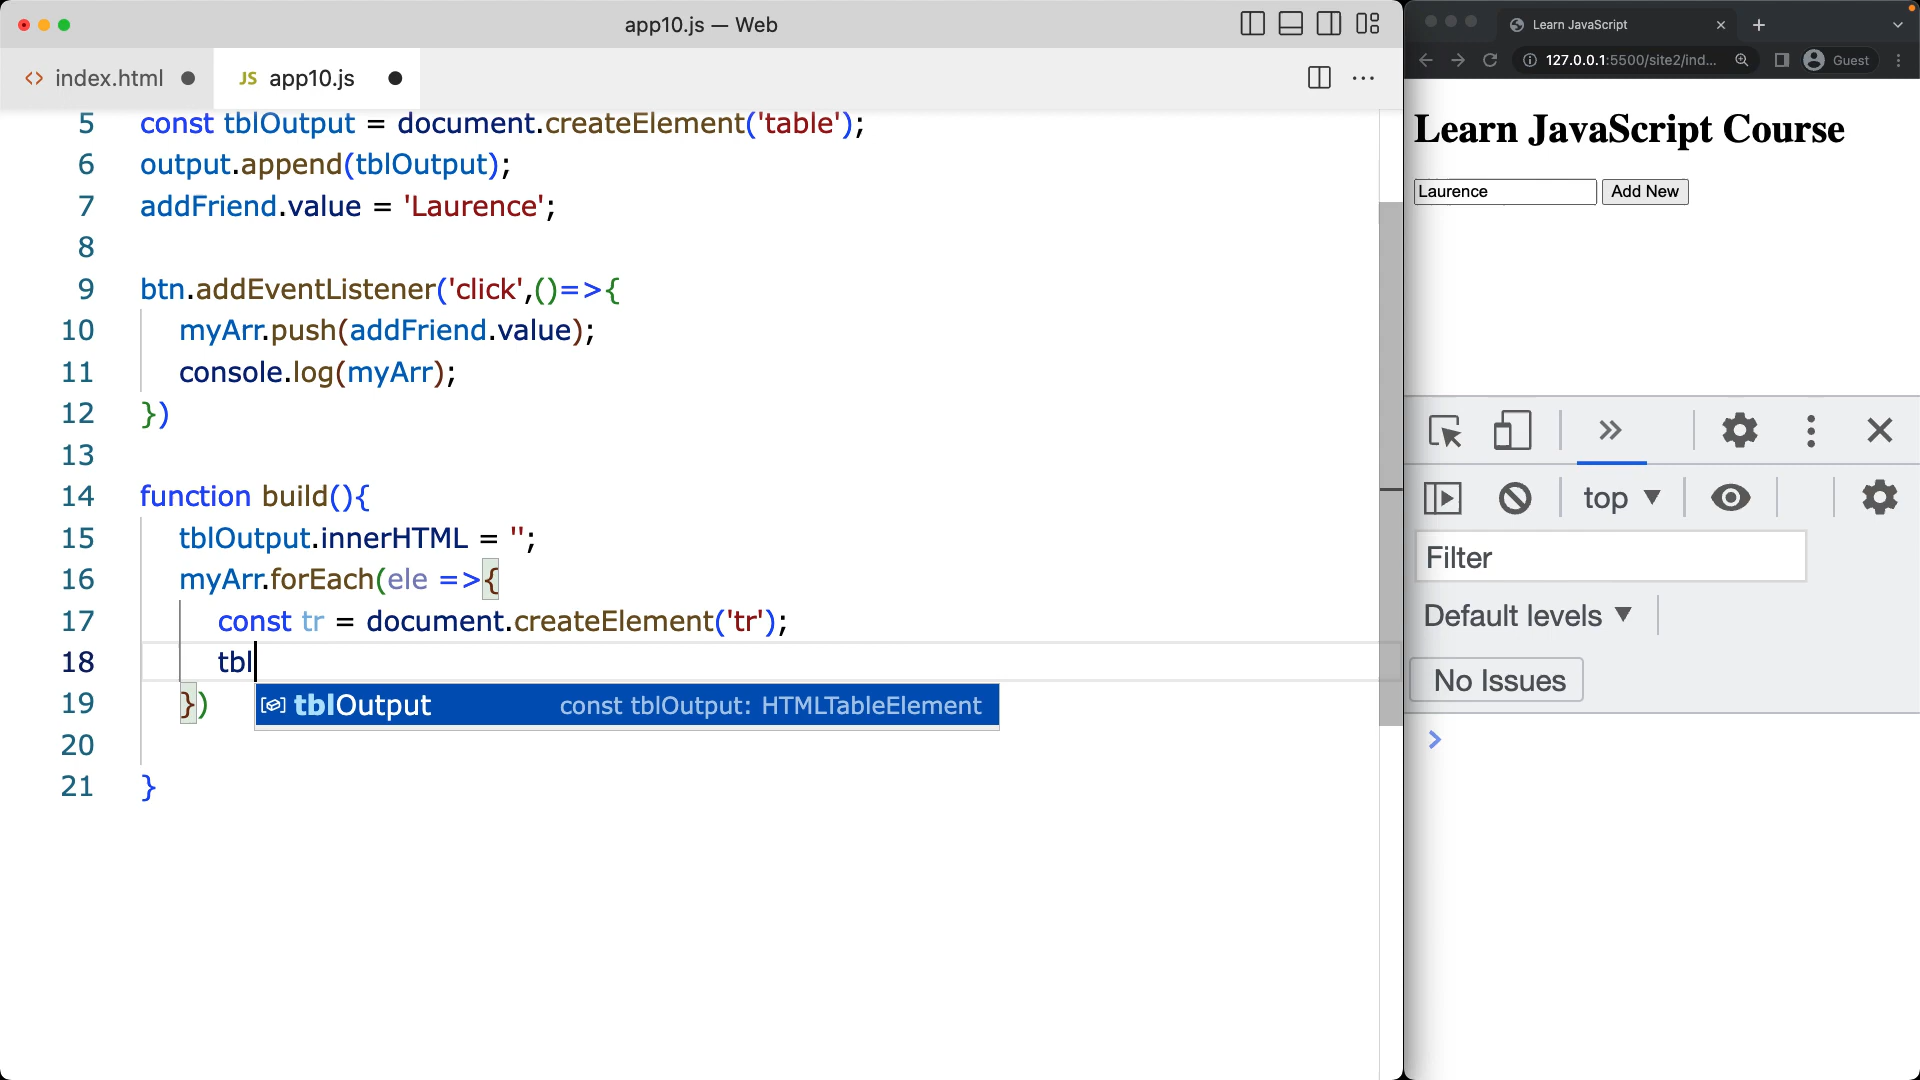 app10.js — Web
<> index.html
JS app10.js
5 const tblOutput = document.createElement('table');
6 output.append(tblOutput);
7 addFriend.value = 'Laurence';
8
9 btn.addEventListener('click',()=>{
10 myArr.push(addFriend.value);
11 console.log(myArr);
12 })
13
14 function build(){
15 tblOutput.innerHTML = '';
16 myArr.forEach(ele =>{
17 const tr = document.createElement('tr');
18 tbl
tblOutput const tblOutput: HTMLTableElement
19 })
20
21 }
Learn JavaScript
127.0.0.1:5500/site2/ind...
Guest
Learn JavaScript Course
Laurence
Add New
top
Filter
Default levels
No Issues